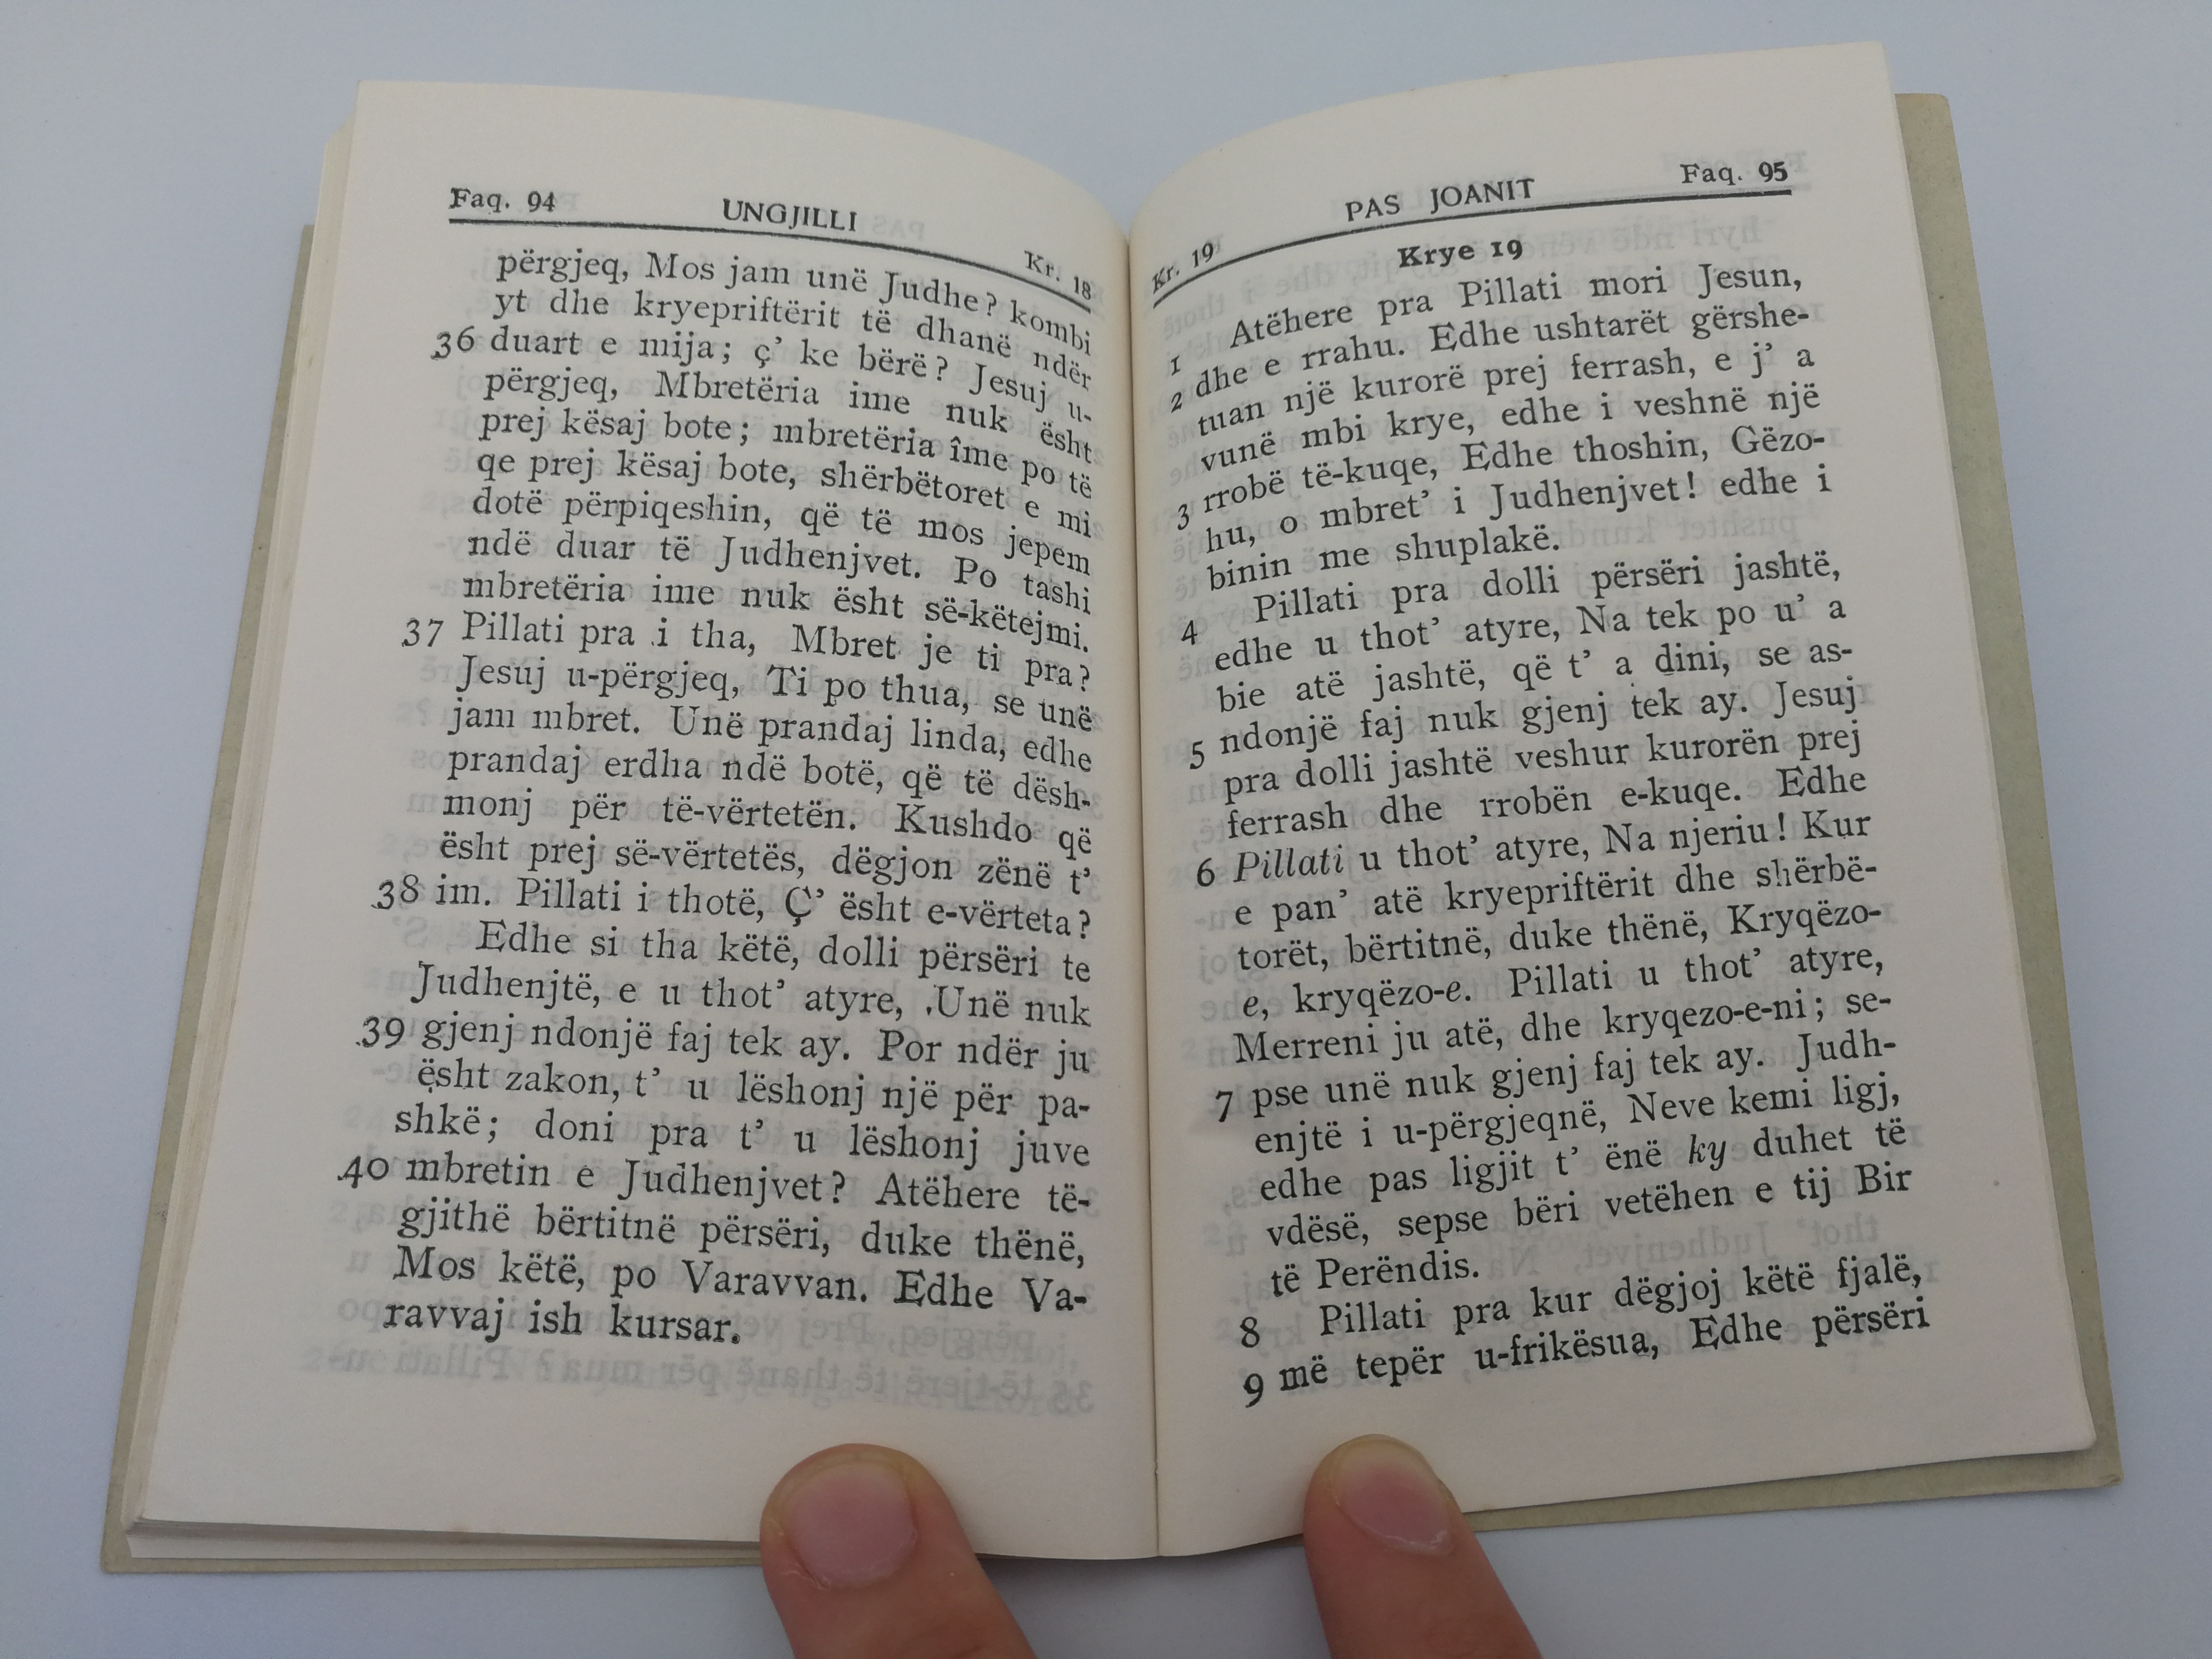 Faq. 94 UNGJILLI Kr. 18
përgjeq, Mos jam unë Judhe? kombi
yt dhe kryepriftërit të dhanë ndër
36 duart e mija; ç’ ke bërë? Jesuj u-
përgjeq, Mbretëria ime nuk ësht
prej kësaj bote; mbretëria îme po të
qe prej kësaj bote, shërbëtoret e mi
dotë përpiqeshin, që të mos jepem
ndë duar të Judhenjvet. Po tashi
mbretëria ime nuk ësht së-këtejmi.
37 Pillati pra i tha, Mbret je ti pra?
Jesuj u-përgjeq, Ti po thua, se unë
jam mbret. Unë prandaj linda, edhe
prandaj erdha ndë botë, që të dësh-
monj për të-vërtetën. Kushdo që
ësht prej së-vërtetës, dëgjon zënë t’
38 im. Pillati i thotë, Ç’ ësht e-vërteta?
Edhe si tha këtë, dolli përsëri te
Judhenjtë, e u thot’ atyre, Unë nuk
39 gjenj ndonjë faj tek ay. Por ndër ju
ësht zakon, t’ u lëshonj një për pa-
shkë; doni pra t’ u lëshonj juve
40 mbretin e Judhenjvet? Atëhere të-
gjithë bërtitnë përsëri, duke thënë,
Mos këtë, po Varavvan. Edhe Va-
ravvaj ish kursar.
Kr. 19 PAS JOANIT Faq. 95
Krye 19
1 Atëhere pra Pillati mori Jesun,
2 dhe e rrahu. Edhe ushtarët gërshe-
tuan një kurorë prej ferrash, e j’ a
vunë mbi krye, edhe i veshnë një
3 rrobë të-kuqe, Edhe thoshin, Gëzo-
hu, o mbret’ i Judhenjvet! edhe i
binin me shuplakë.
4 Pillati pra dolli përsëri jashtë,
edhe u thot’ atyre, Na tek po u’ a
bie atë jashtë, që t’ a dini, se as-
5 ndonjë faj nuk gjenj tek ay. Jesuj
pra dolli jashtë veshur kurorën prej
ferrash dhe rrobën e-kuqe. Edhe
6 Pillati u thot’ atyre, Na njeriu! Kur
e pan’ atë kryepriftërit dhe shërbë-
torët, bërtitnë, duke thënë, Kryqëzo-
e, kryqëzo-e. Pillati u thot’ atyre,
Merreni ju atë, dhe kryqezo-e-ni; se-
7 pse unë nuk gjenj faj tek ay. Judh-
enjtë i u-përgjeqnë, Neve kemi ligj,
edhe pas ligjit t’ ënë ky duhet të
vdësë, sepse bëri vetëhen e tij Bir
të Perëndis.
8 Pillati pra kur dëgjoj këtë fjalë,
9 më tepër u-frikësua, Edhe përsëri